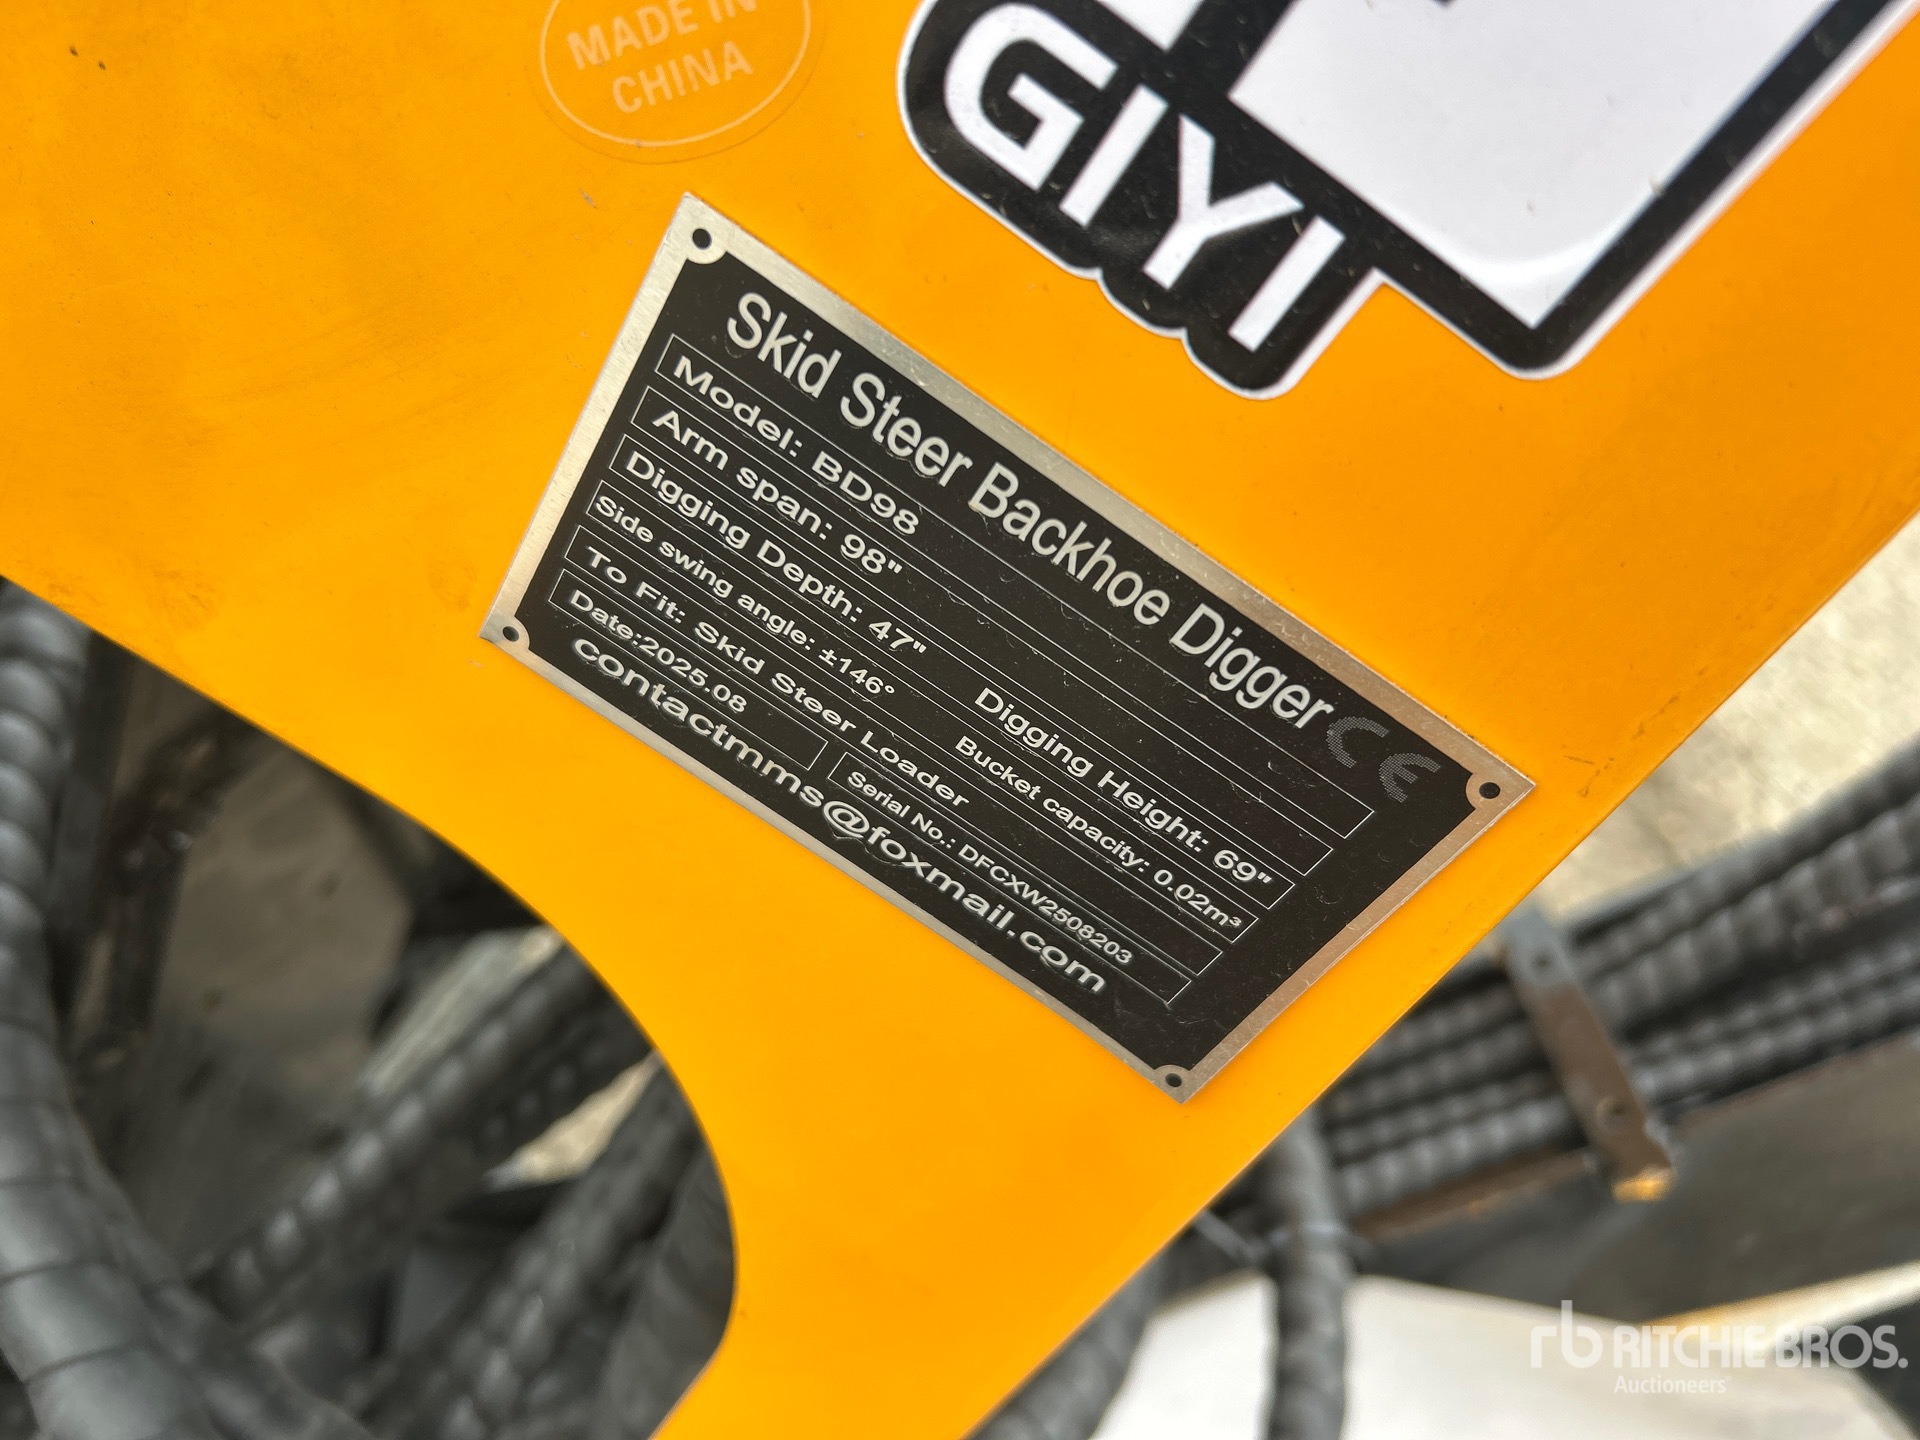 MADE IN
CHINA
GIYI
Skid Steer Backhoe Digger CE
Model: BD98
Arm span: 98"
Digging Depth: 47" Digging Height: 69"
Side swing angle: ±146° Bucket capacity: 0.02m³
To Fit: Skid Steer Loader
Date:2025.08 Serial No.: DFCXW2508203
contactmms@foxmail.com
rb RITCHIE BROS.
Auctioneers